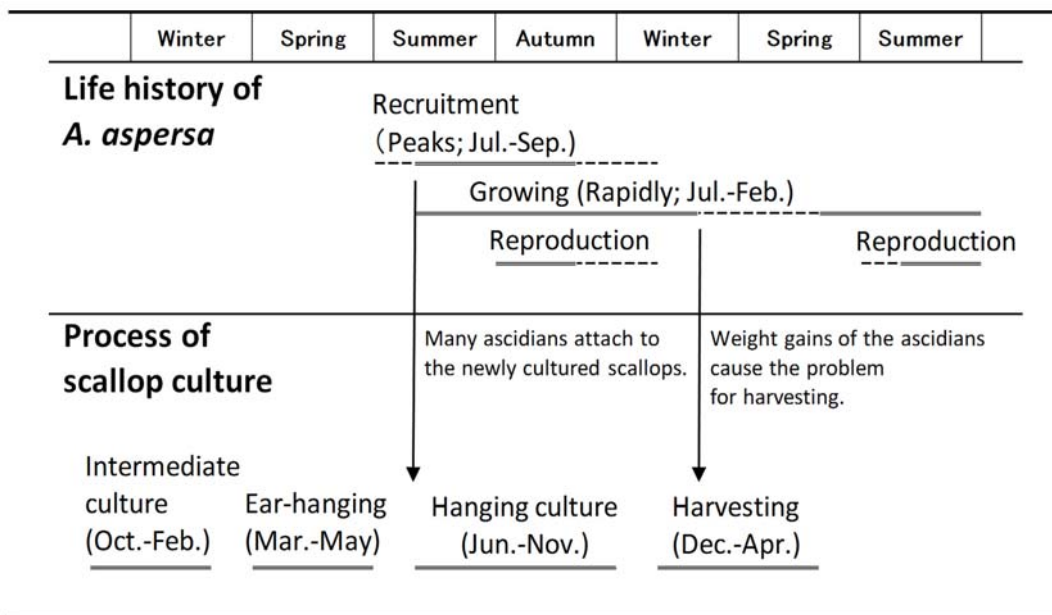 Winter Spring Summer Autumn Winter Spring Summer
Life history of
A. aspersa
Recruitment
(Peaks; Jul.-Sep.)
Growing (Rapidly; Jul.-Feb.)
Reproduction Reproduction
Process of
scallop culture
Many ascidians attach to
the newly cultured scallops.
Weight gains of the ascidians
cause the problem
for harvesting.
Intermediate
culture
(Oct.-Feb.)
Ear-hanging
(Mar.-May)
Hanging culture
(Jun.-Nov.)
Harvesting
(Dec.-Apr.)